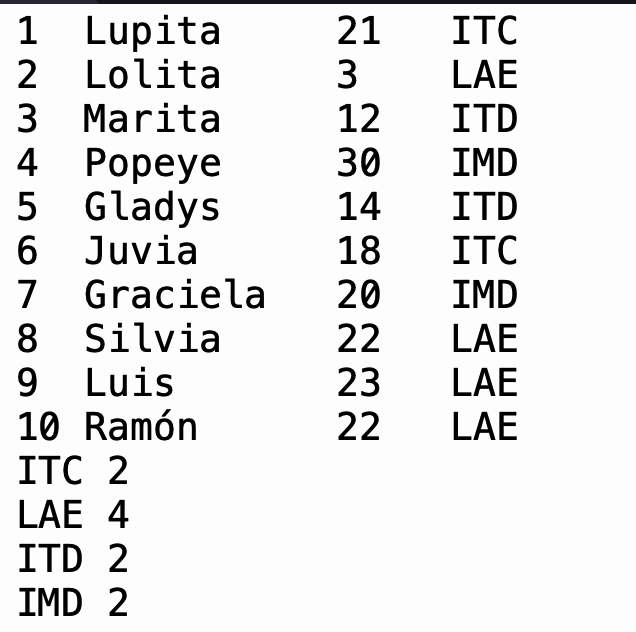 1  Lupita     21   ITC
2  Lolita     3    LAE
3  Marita     12   ITD
4  Popeye     30   IMD
5  Gladys     14   ITD
6  Juvia      18   ITC
7  Graciela   20   IMD
8  Silvia     22   LAE
9  Luis       23   LAE
10 Ramón      22   LAE
ITC 2
LAE 4
ITD 2
IMD 2